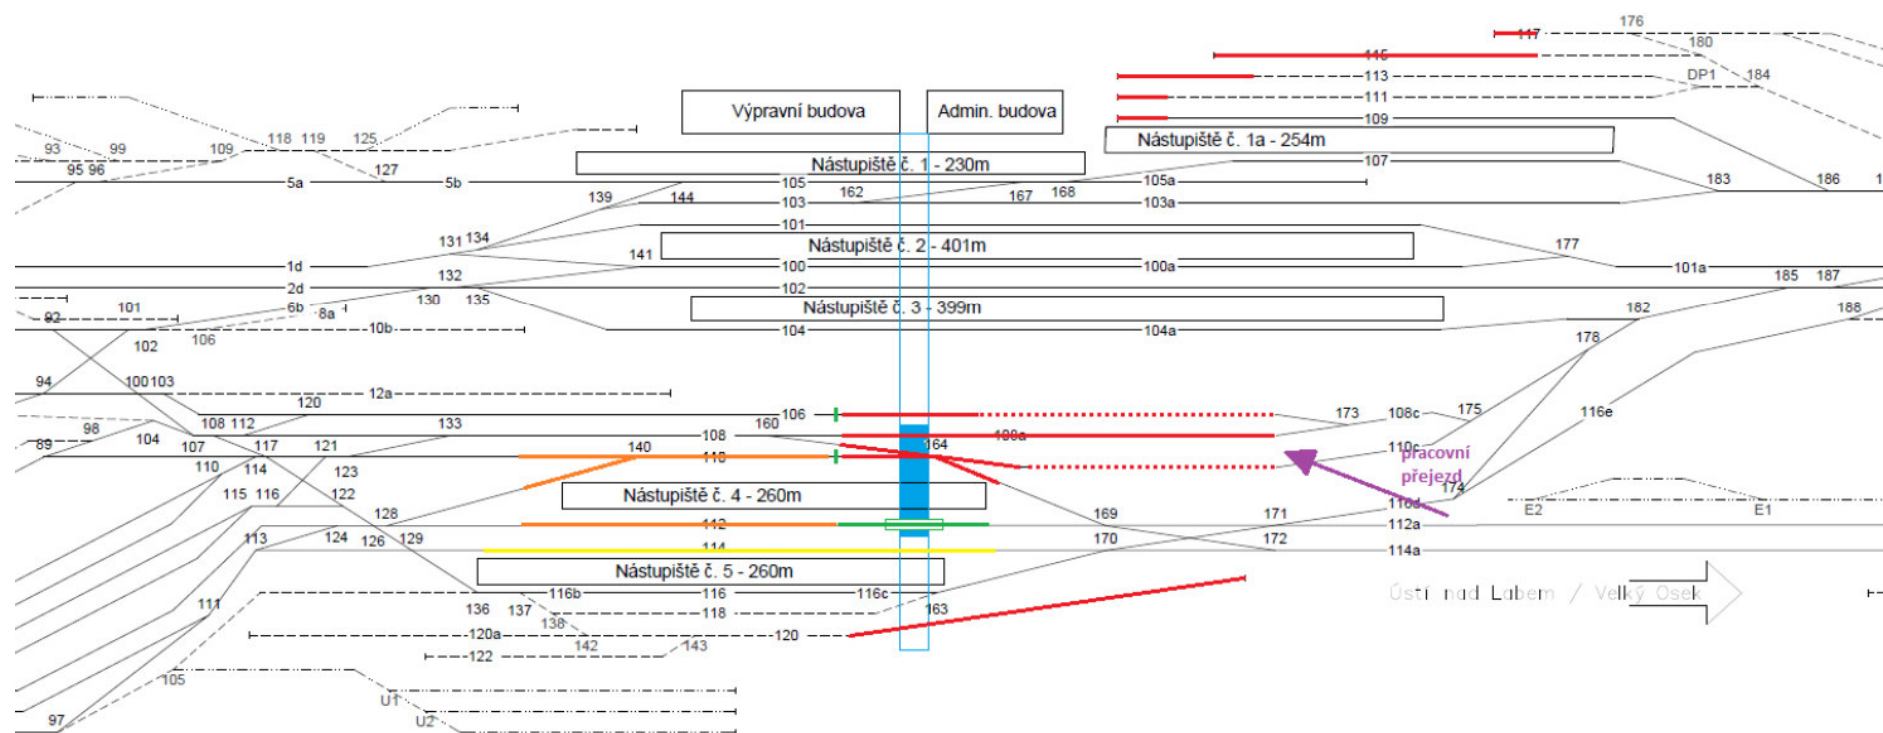 176
117
180
115
113
DP1
184
111
109
Výpravní budova
Admin. budova
118 119 125
93 99 109
Nástupiště č. 1a - 254m
95 96 127
Nástupiště č. 1 - 230m
107
5a 5b 105 105a
162 168 183 186
139 144 103 167 103a
101
131 134 141
Nástupiště č. 2 - 401m
177
1d 100 100a 101a
132 185 187
2d 102
130 135
101 6b 8a
Nástupiště č. 3 - 399m
182 188
92
10b 104 104a
102 106 178
94 100 103
12a
120 106 173 108c 175 116e
98 108 112 133 108 160 108a
89 104 107 117 121 140 164 110c
110
pracovní
přejezd
110 114 123
115 116 122
Nástupiště č. 4 - 260m
174
116d
128 112 169 171 112a
E2 E1
113 124 126 129 114 170 172 114a
Nástupiště č. 5 - 260m
111 116b 116 116c
Ústí nad Labem / Velký Osek
136 137 118 163
138
120a 142 143 120
122
105
U1
97 U2